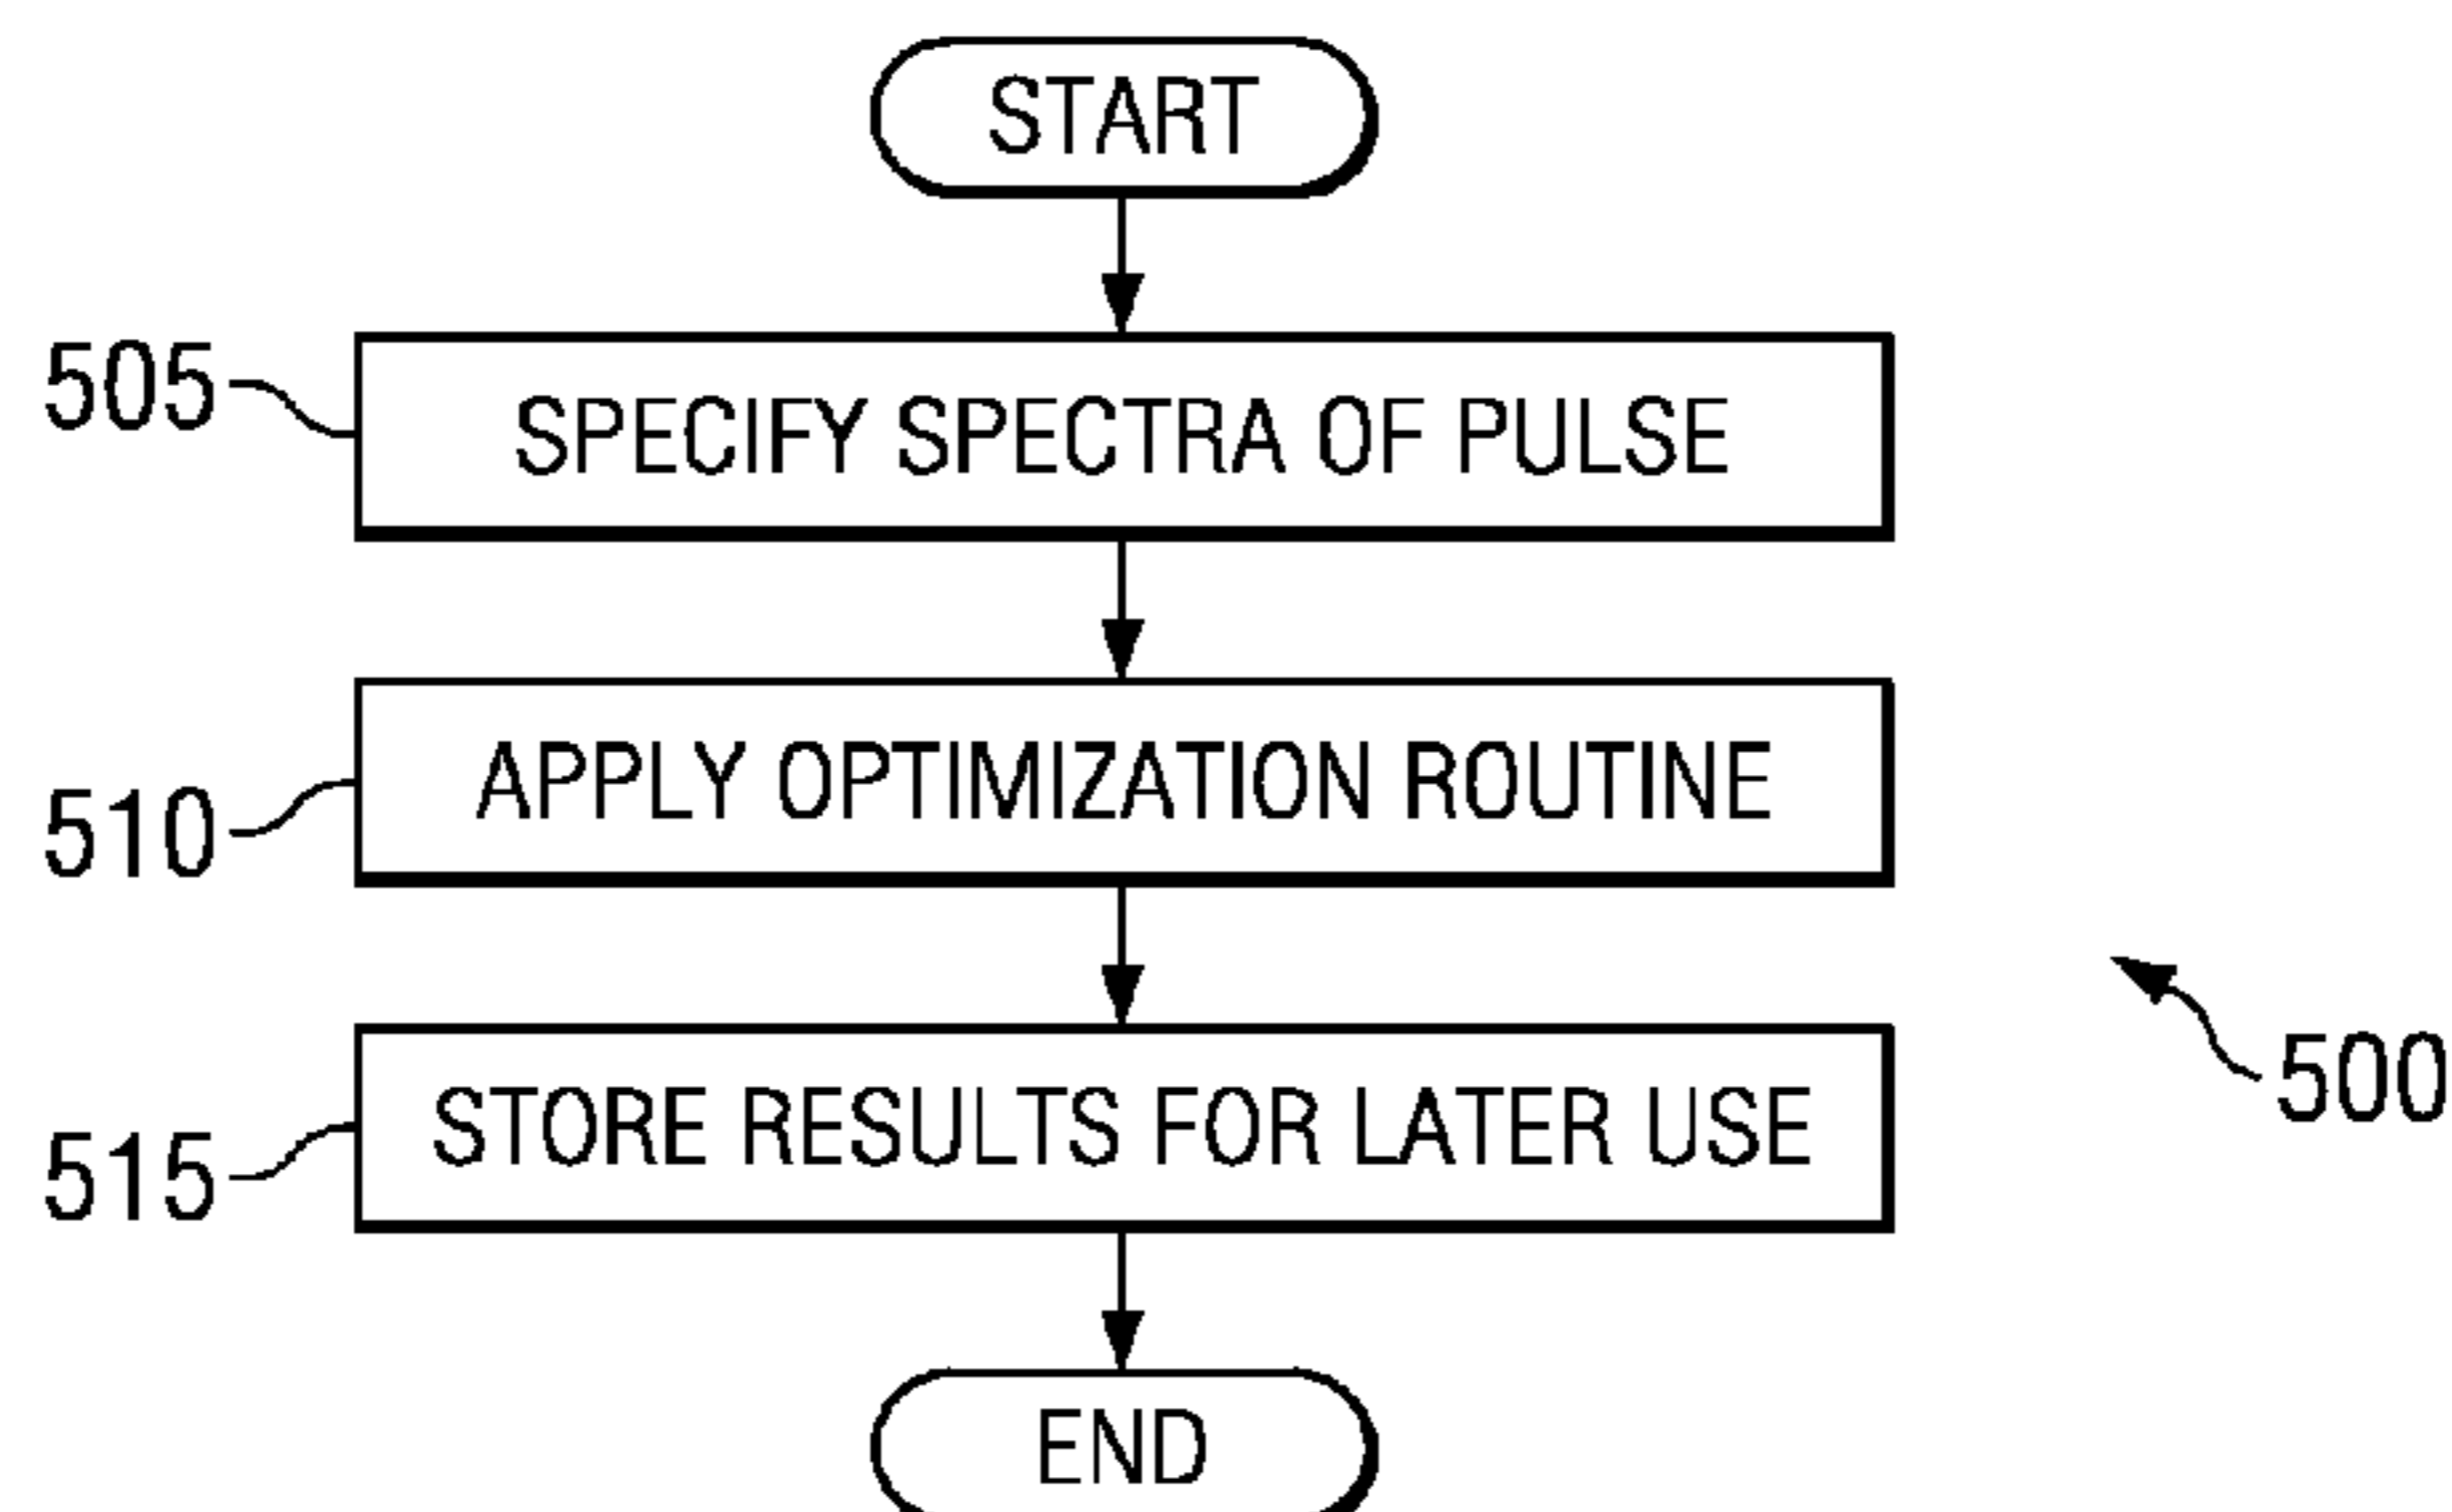 START
505
SPECIFY SPECTRA OF PULSE
510
APPLY OPTIMIZATION ROUTINE
515
STORE RESULTS FOR LATER USE
500
END